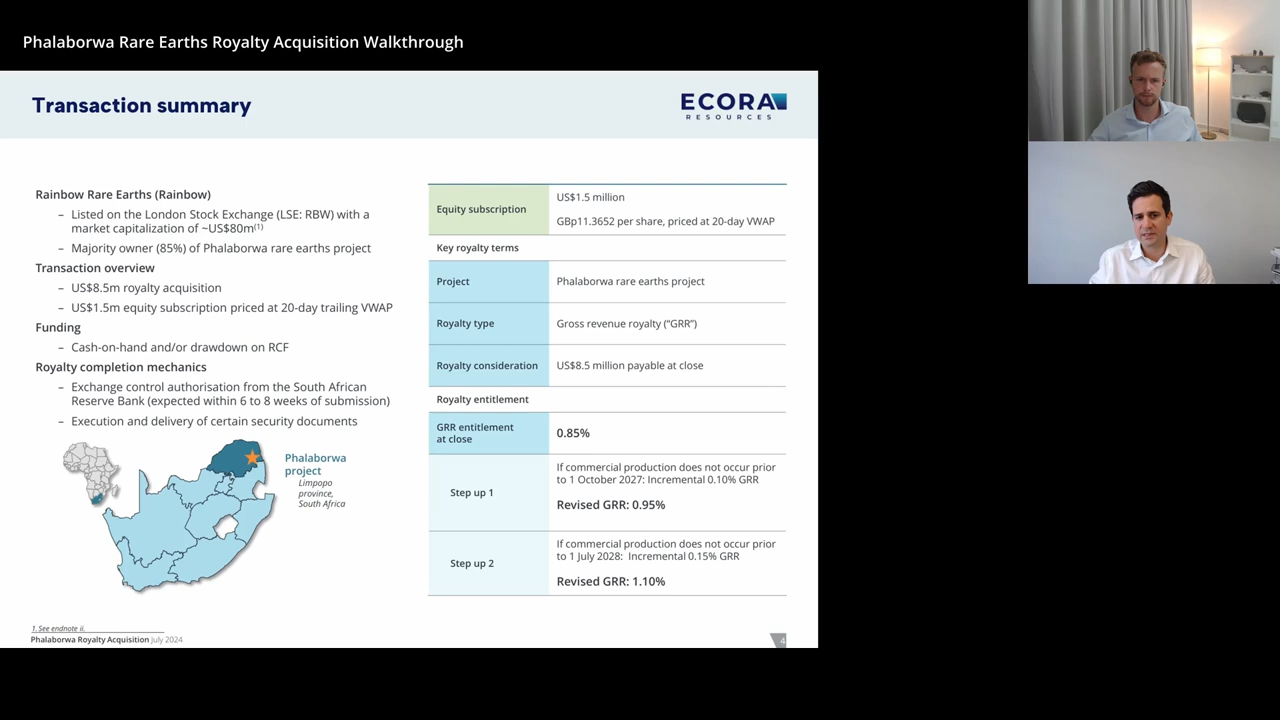 Phalaborwa Rare Earths Royalty Acquisition Walkthrough
Transaction summary
ECORA
RESOURCES
Rainbow Rare Earths (Rainbow)
– Listed on the London Stock Exchange (LSE: RBW) with a
market capitalization of ~US$80m(1)
– Majority owner (85%) of Phalaborwa rare earths project
Transaction overview
– US$8.5m royalty acquisition
– US$1.5m equity subscription priced at 20-day trailing VWAP
Funding
– Cash-on-hand and/or drawdown on RCF
Royalty completion mechanics
– Exchange control authorisation from the South African
Reserve Bank (expected within 6 to 8 weeks of submission)
– Execution and delivery of certain security documents
Phalaborwa
project
Limpopo
province,
South Africa
Equity subscription
US$1.5 million
GBp11.3652 per share, priced at 20-day VWAP
Key royalty terms
Project
Phalaborwa rare earths project
Royalty type
Gross revenue royalty (“GRR”)
Royalty consideration
US$8.5 million payable at close
Royalty entitlement
GRR entitlement
at close
0.85%
Step up 1
If commercial production does not occur prior
to 1 October 2027: Incremental 0.10% GRR
Revised GRR: 0.95%
Step up 2
If commercial production does not occur prior
to 1 July 2028: Incremental 0.15% GRR
Revised GRR: 1.10%
1. See endnote ii.
Phalaborwa Royalty Acquisition July 2024
4